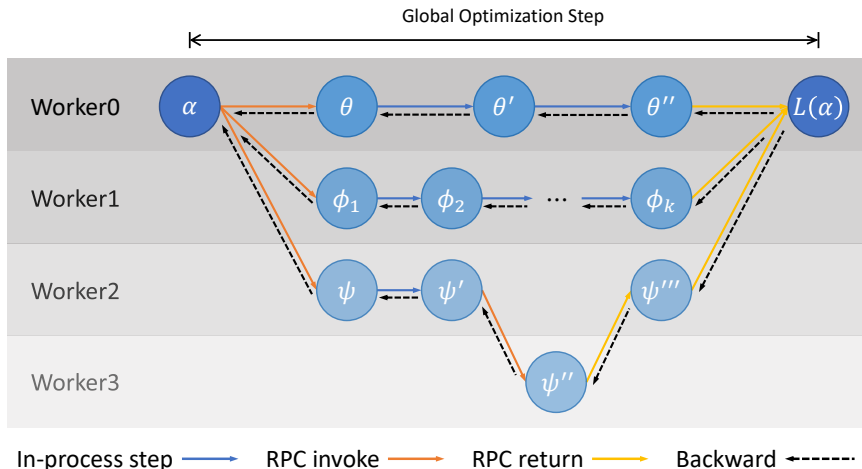 Global Optimization Step
Worker0 α θ θ′ θ″ L(α)
Worker1 ϕ₁ ϕ₂ ... ϕₖ
Worker2 ψ ψ′ ψ‴
Worker3 ψ″
In-process step RPC invoke RPC return Backward